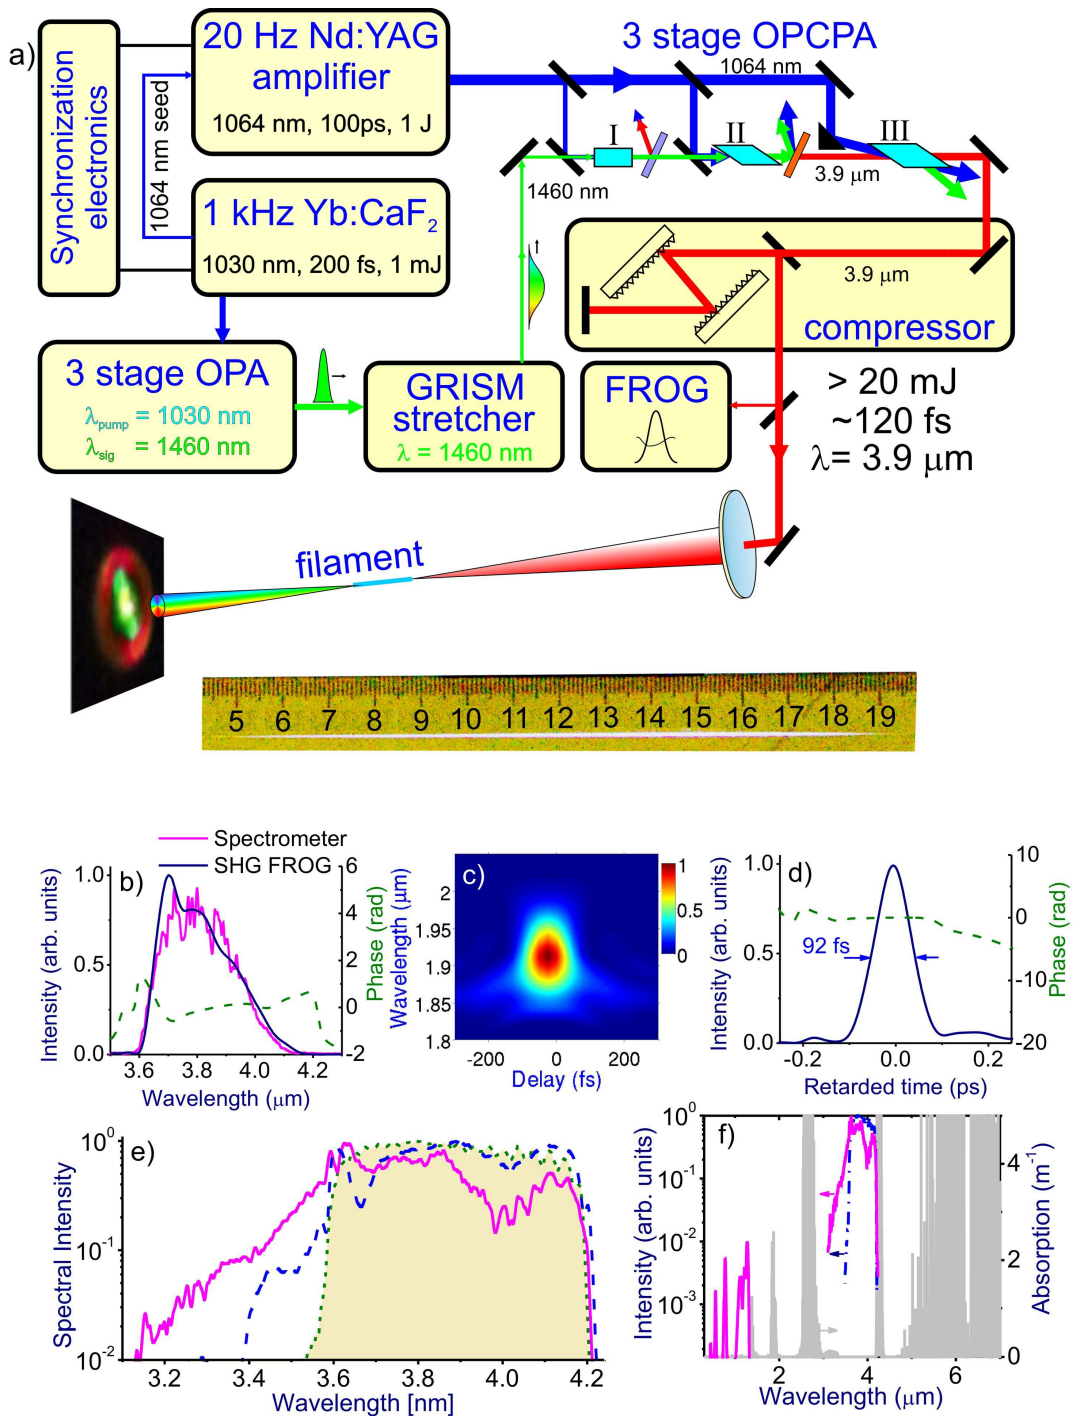 a)
Synchronization
electronics
1064 nm seed
20 Hz Nd:YAG
amplifier
1064 nm, 100ps, 1 J
1 kHz Yb:CaF2
1030 nm, 200 fs, 1 mJ
3 stage OPCPA
1064 nm
I
II
III
1460 nm
3.9 μm
3.9 μm
compressor
3 stage OPA
λpump = 1030 nm
λsig = 1460 nm
GRISM
stretcher
λ = 1460 nm
FROG
> 20 mJ
~120 fs
λ= 3.9 μm
filament
5 6 7 8 9 10 11 12 13 14 15 16 17 18 19
Spectrometer
SHG FROG
b)
Intensity (arb. units)
1.0
0.5
0.0
3.6 3.8 4.0 4.2
Wavelength (μm)
6
4
2
0
-2
Phase (rad)
c)
Wavelength (μm)
2
1.95
1.9
1.85
1.8
-200 0 200
Delay (fs)
1
0.5
0
d)
Intensity (arb. units)
1.0
0.5
0.0
92 fs
-0.2 0.0 0.2
Retarded time (ps)
10
0
-10
-20
Phase (rad)
e)
Spectral Intensity
10^0
10^-1
10^-2
3.2 3.4 3.6 3.8 4.0 4.2
Wavelength [nm]
f)
Intensity (arb. units)
10^0
10^-1
10^-2
10^-3
2 4 6
Wavelength (μm)
4
2
0
Absorption (m^-1)